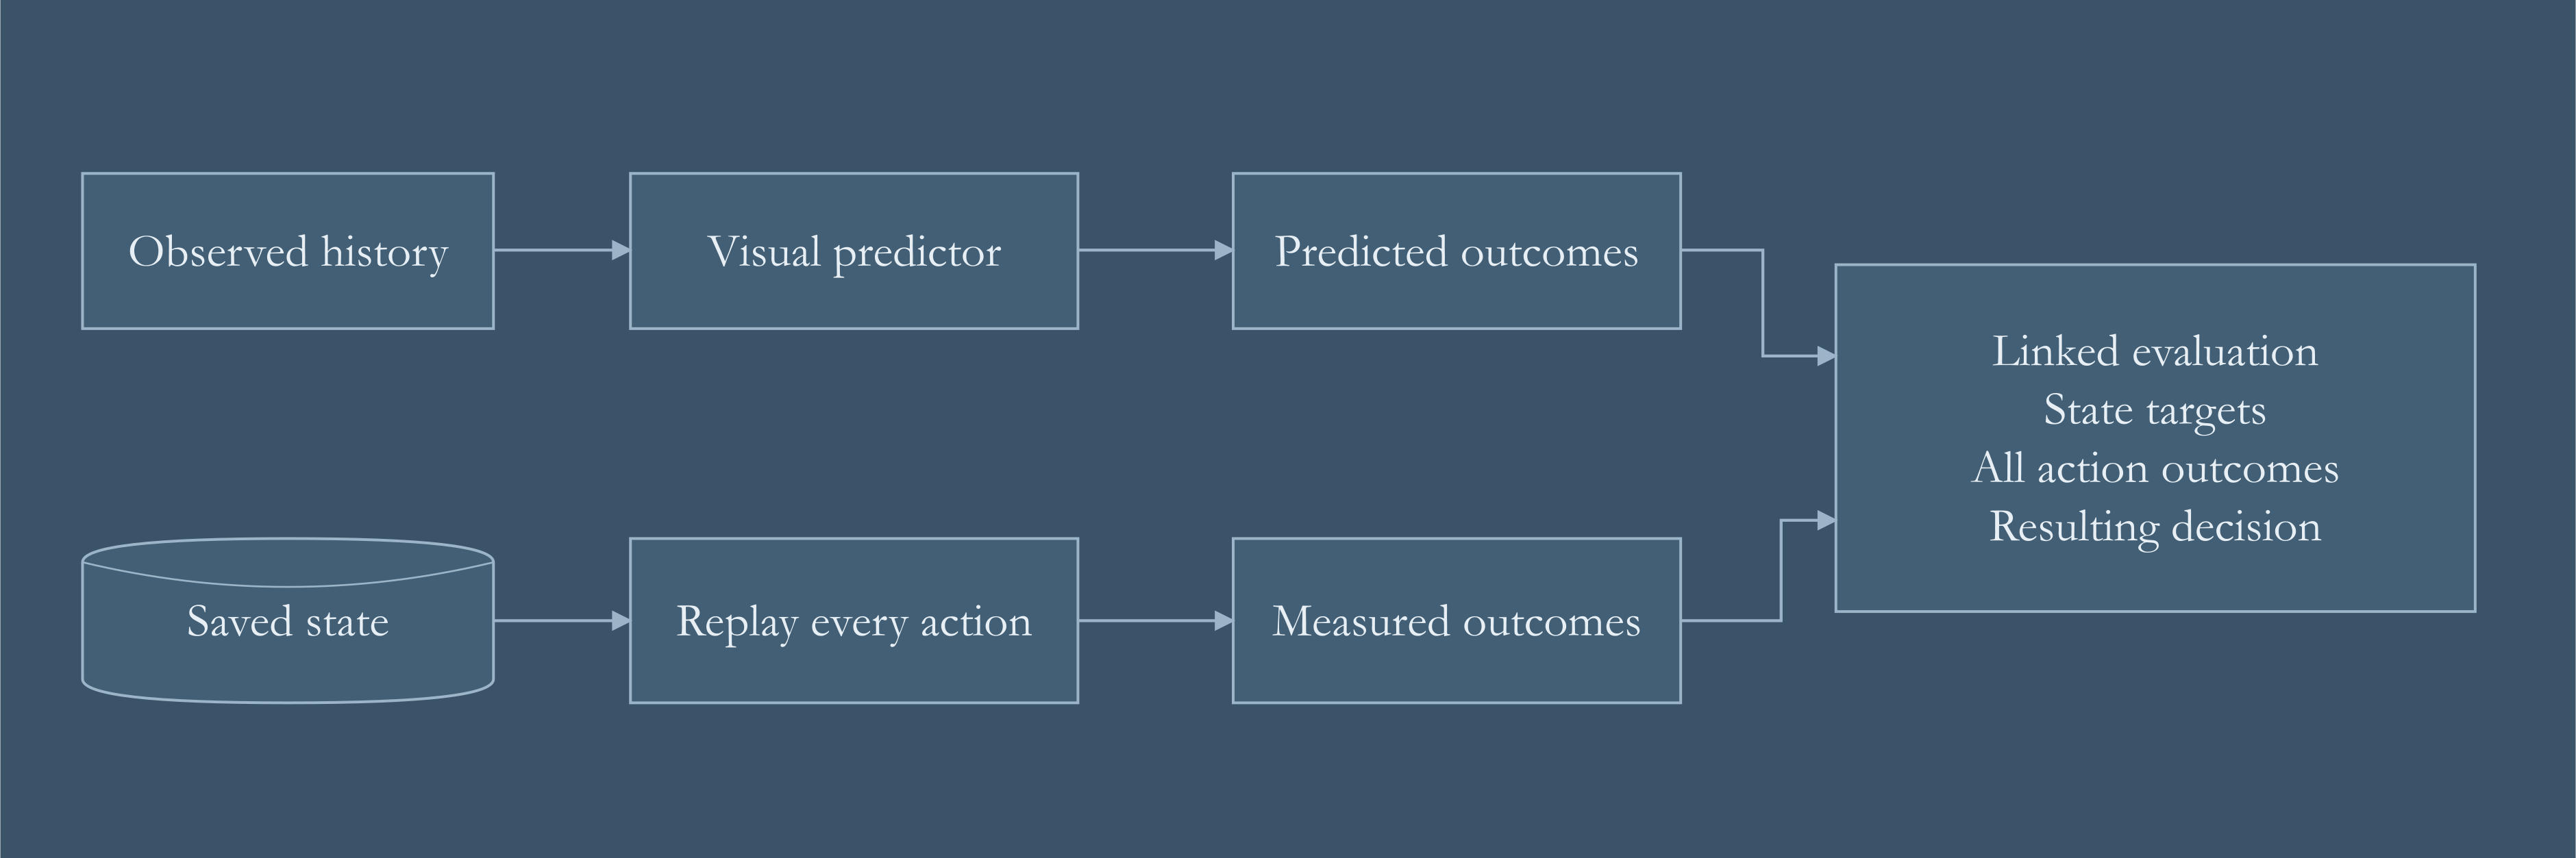 Observed history
Visual predictor
Predicted outcomes
Linked evaluation
State targets
All action outcomes
Resulting decision
Saved state
Replay every action
Measured outcomes